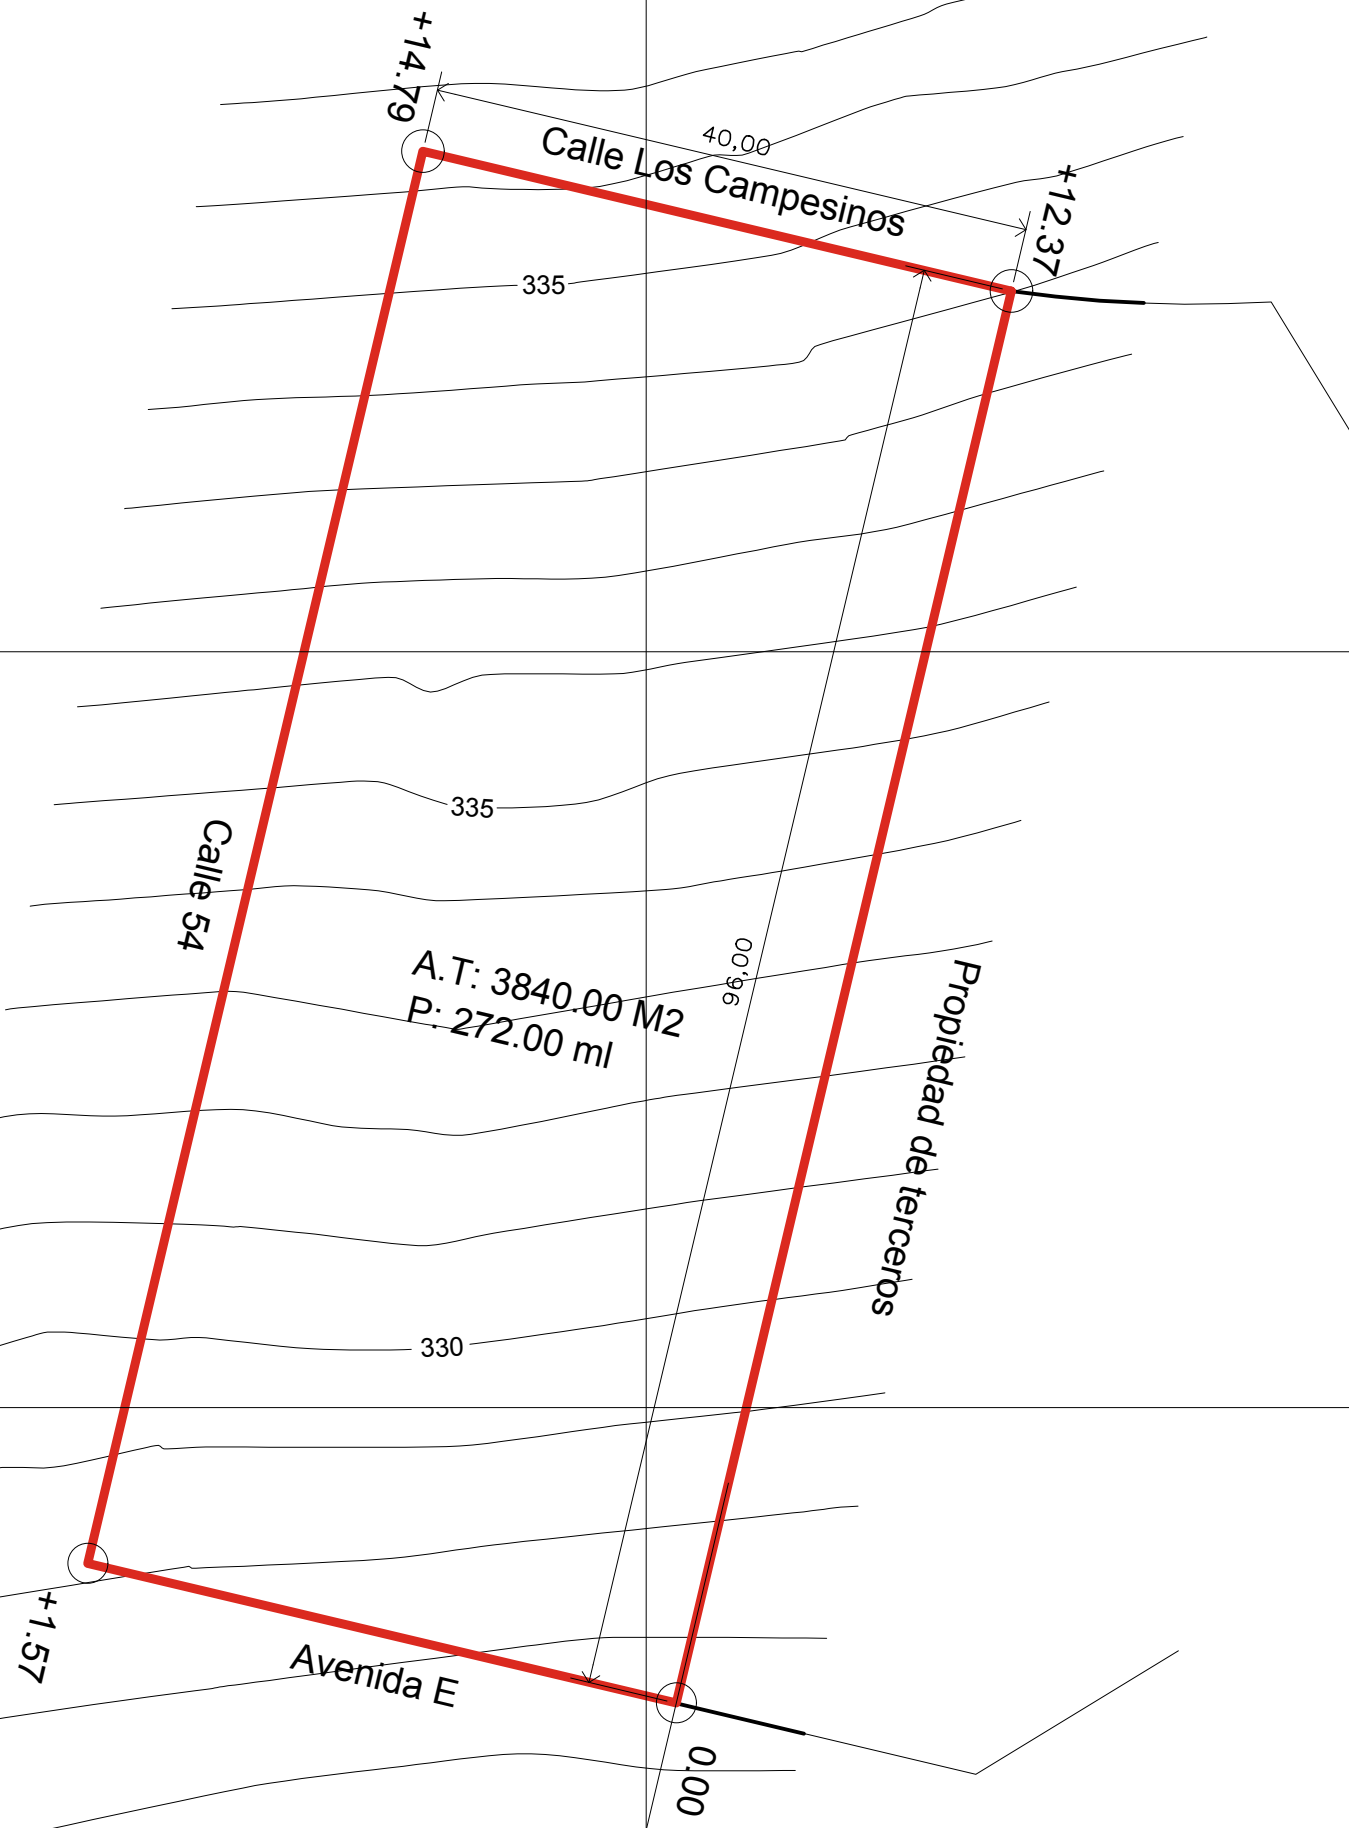 +14.79
40,00
Calle Los Campesinos
+12.37
335
335
Calle 54
96,00
A.T: 3840.00 M2
P: 272.00 ml
Propiedad de terceros
330
+1.57
Avenida E
0.00